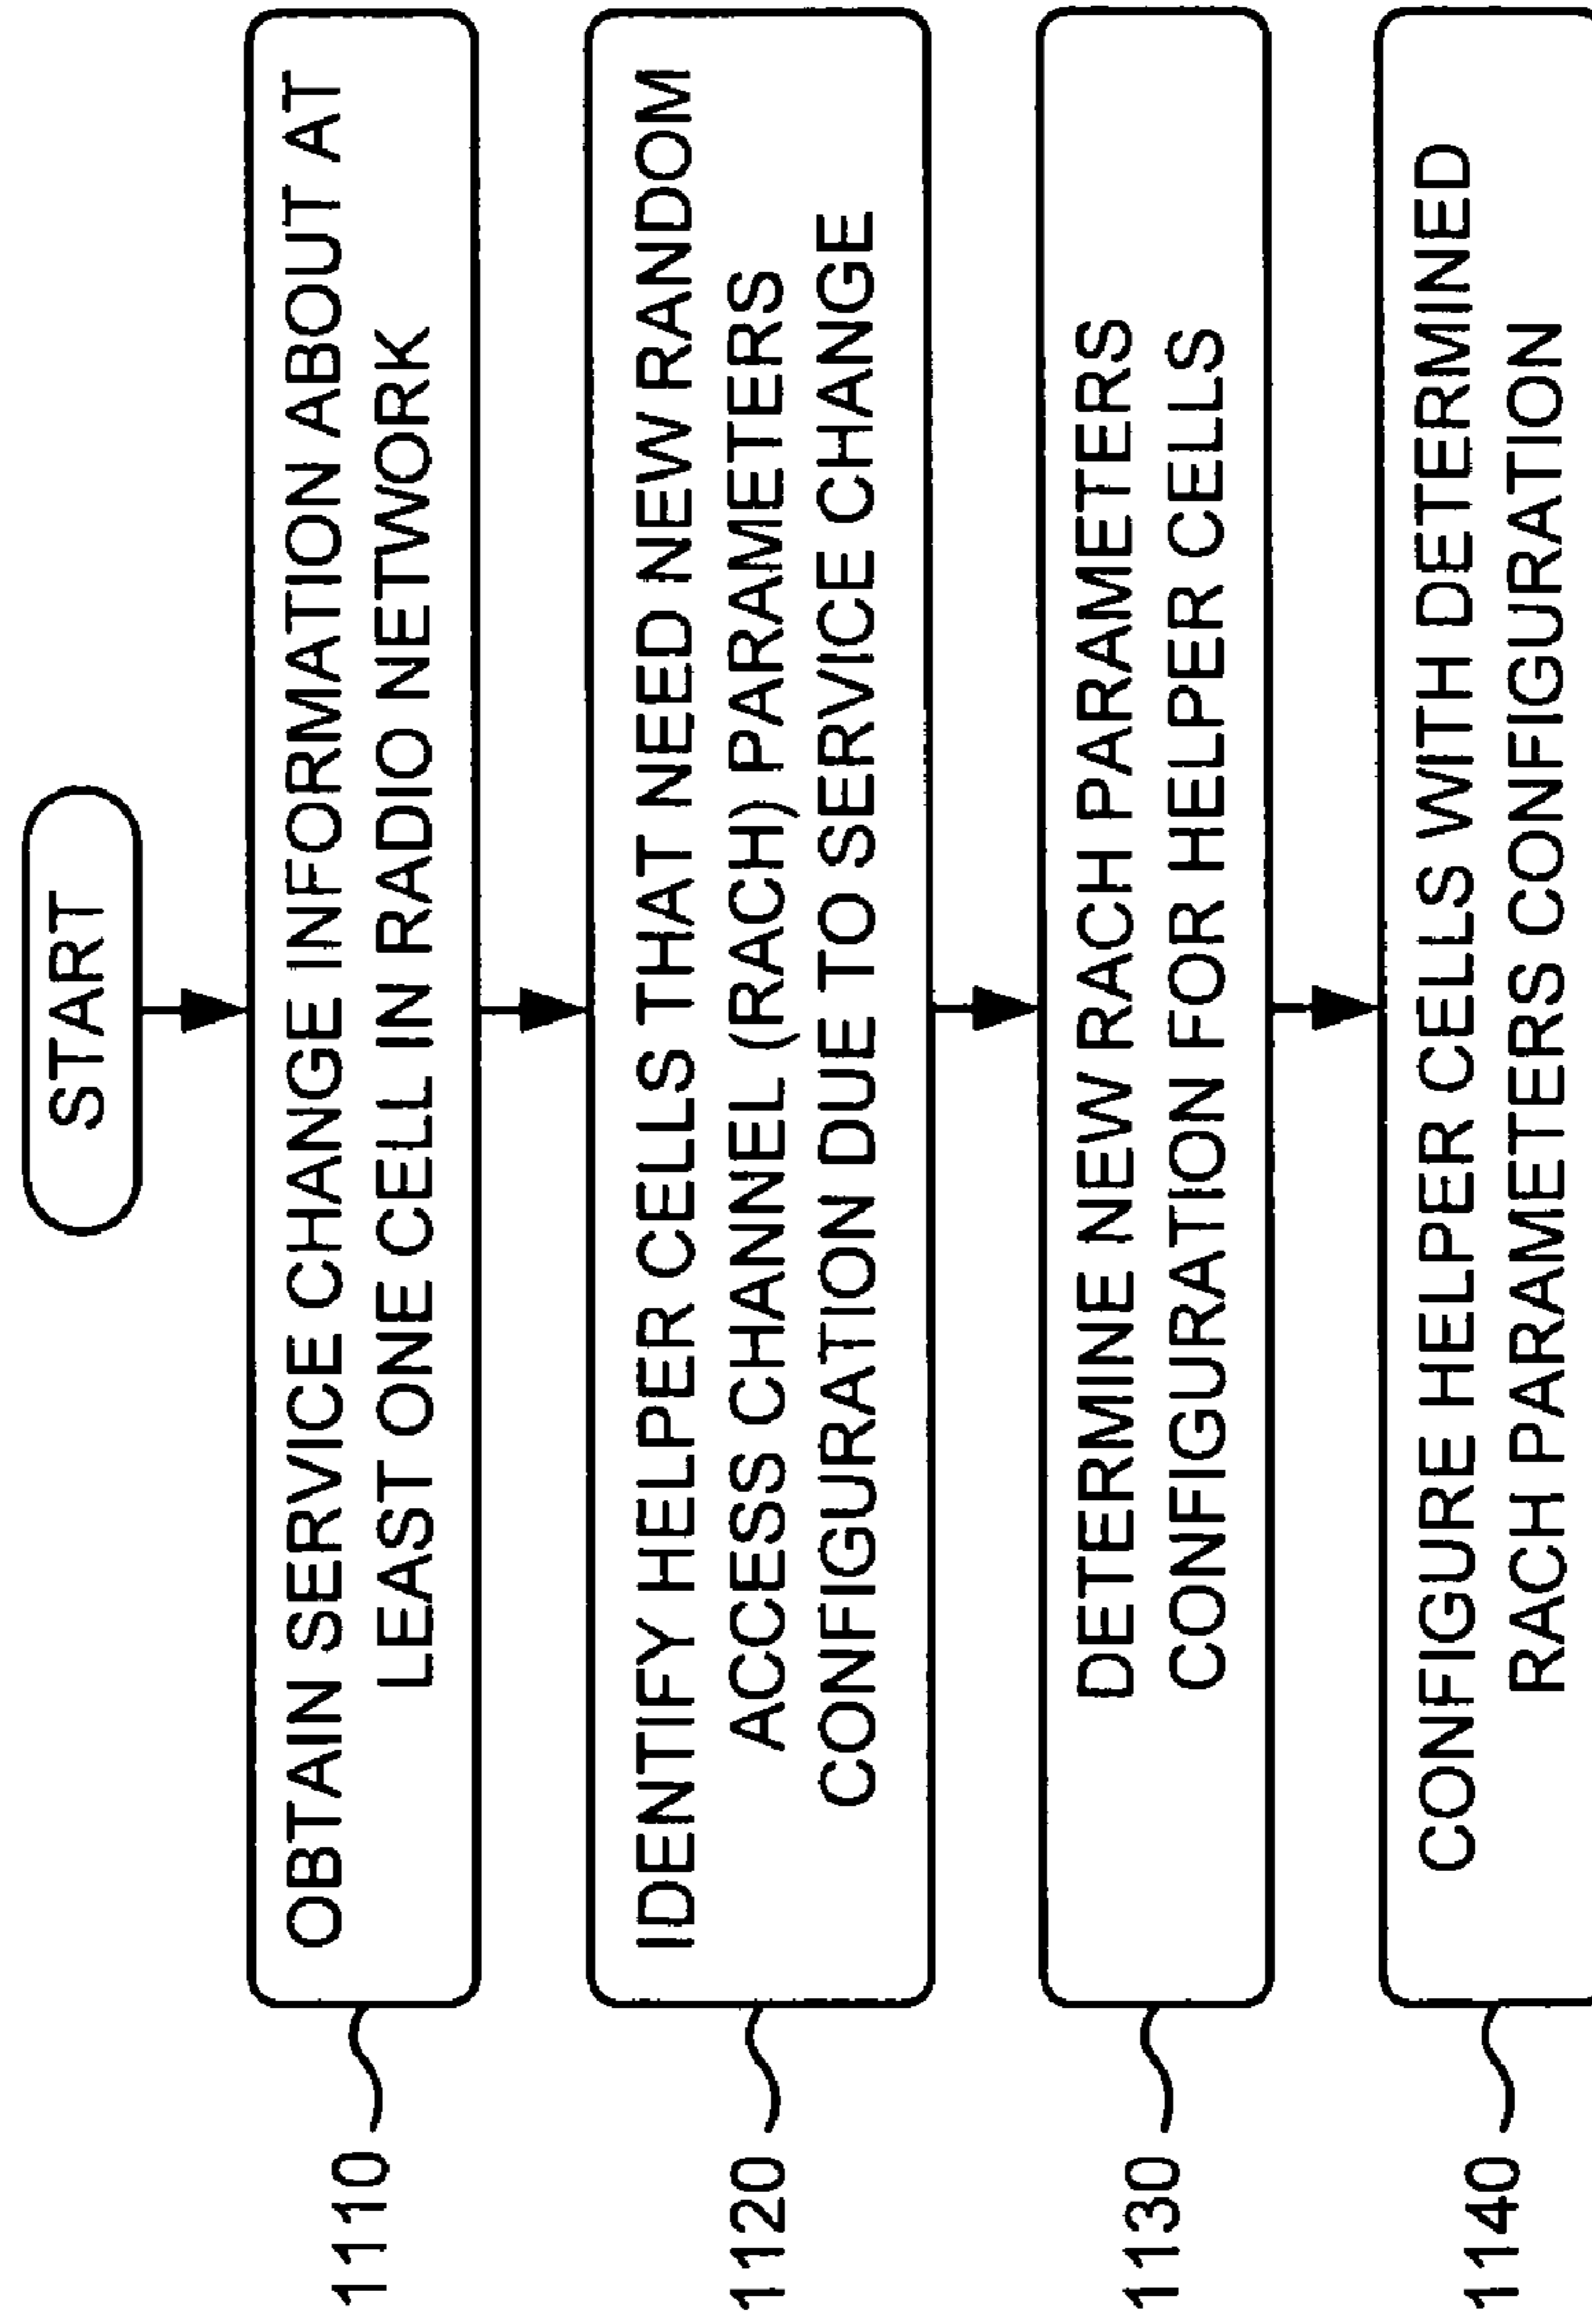 START
1110
OBTAIN SERVICE CHANGE INFORMATION ABOUT AT
LEAST ONE CELL IN RADIO NETWORK
1120
IDENTIFY HELPER CELLS THAT NEED NEW RANDOM
ACCESS CHANNEL (RACH) PARAMETERS
CONFIGURATION DUE TO SERVICE CHANGE
1130
DETERMINE NEW RACH PARAMETERS
CONFIGURATION FOR HELPER CELLS
1140
CONFIGURE HELPER CELLS WITH DETERMINED
RACH PARAMETERS CONFIGURATION